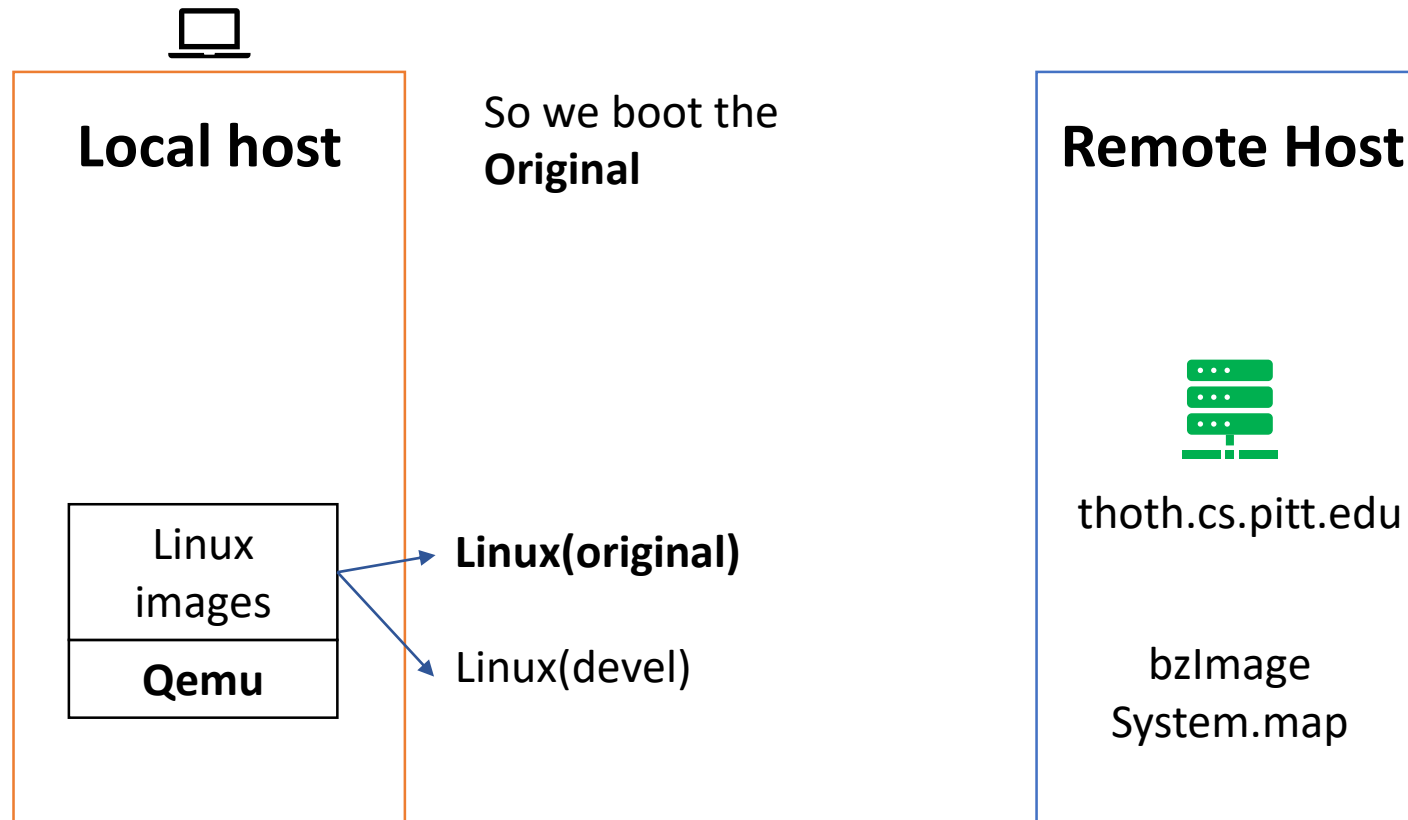 Local host
So we boot the
Original
Linux
images
Qemu
Linux(original)
Linux(devel)
Remote Host
thoth.cs.pitt.edu
bzImage
System.map